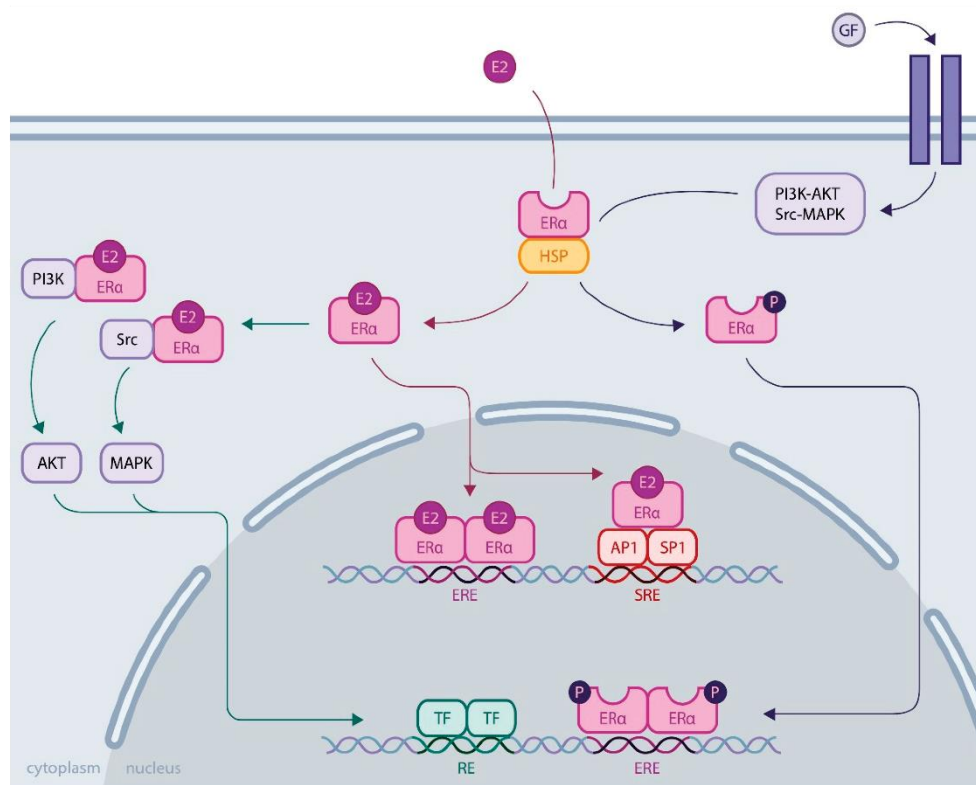 GF
E2
PI3K-AKT
Src-MAPK
ERα
HSP
E2
PI3K
ERα
E2
Src
ERα
E2
ERα
P
ERα
AKT
MAPK
E2
ERα
E2
E2
ERα
ERα
AP1
SP1
ERE
SRE
P
P
ERα
ERα
TF
TF
RE
ERE
cytoplasm
nucleus